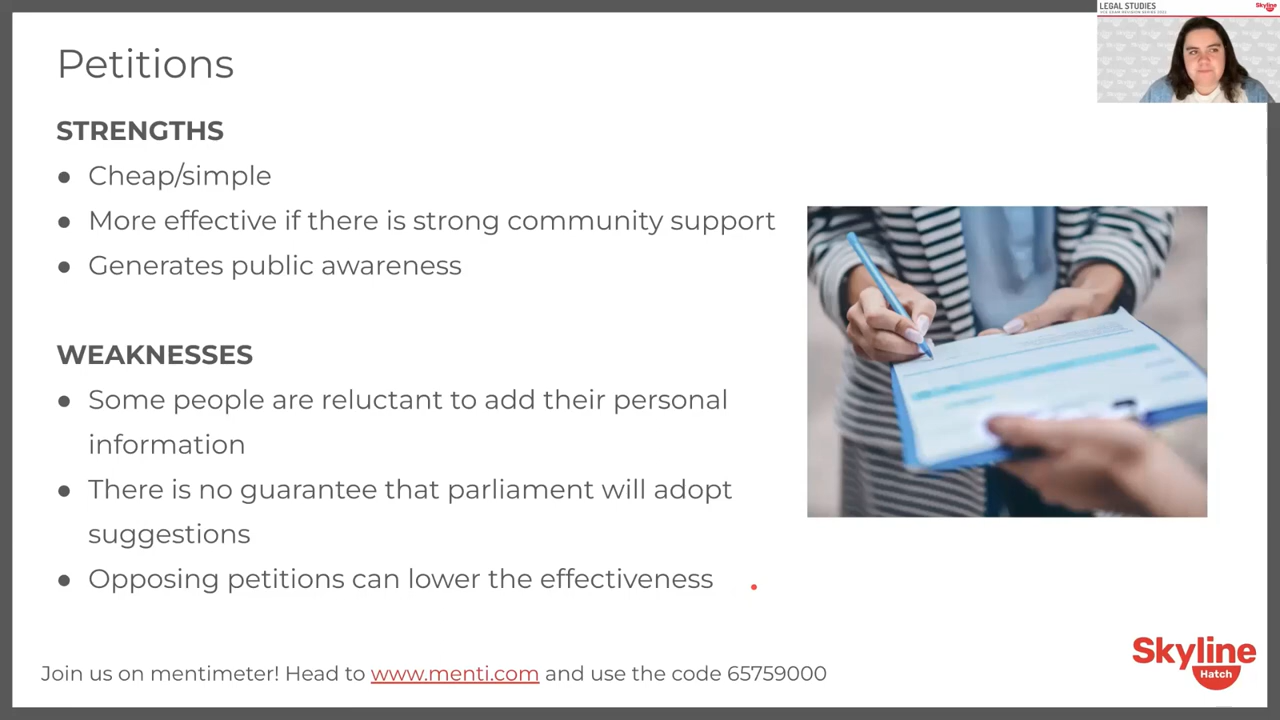 LEGAL STUDIES
Skyline
Petitions
STRENGTHS
● Cheap/simple
● More effective if there is strong community support
● Generates public awareness
WEAKNESSES
● Some people are reluctant to add their personal
information
● There is no guarantee that parliament will adopt
suggestions
● Opposing petitions can lower the effectiveness
Join us on mentimeter! Head to www.menti.com and use the code 65759000
Skyline
Hatch